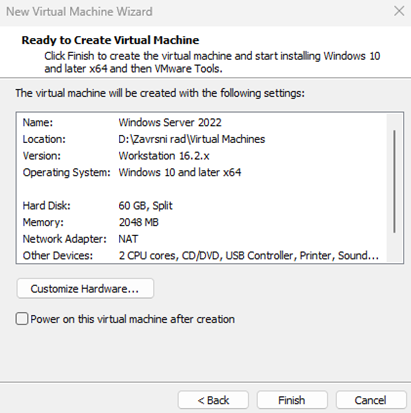 New Virtual Machine Wizard
Ready to Create Virtual Machine
Click Finish to create the virtual machine and start installing Windows 10
and later x64 and then VMware Tools.
The virtual machine will be created with the following settings:
Name: Windows Server 2022
Location: D:\Zavrsni rad\Virtual Machines
Version: Workstation 16.2.x
Operating System: Windows 10 and later x64
Hard Disk: 60 GB, Split
Memory: 2048 MB
Network Adapter: NAT
Other Devices: 2 CPU cores, CD/DVD, USB Controller, Printer, Sound...
Customize Hardware...
Power on this virtual machine after creation
< Back Finish Cancel